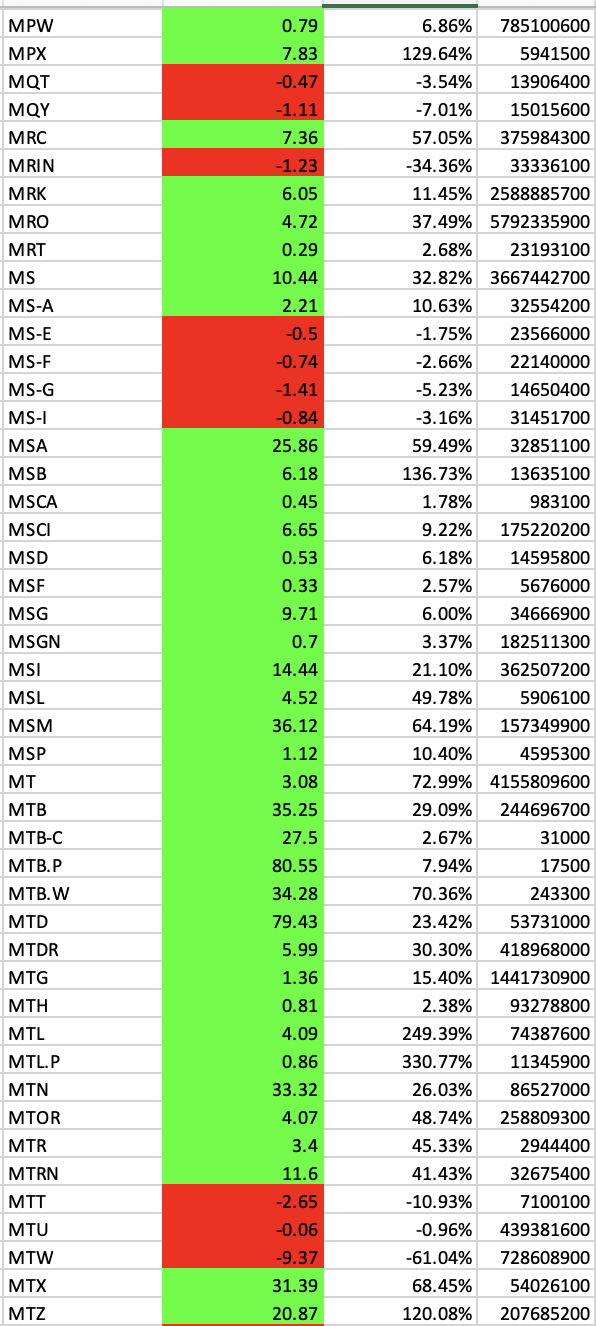 MPW 0.79 6.86% 785100600
MPX 7.83 129.64% 5941500
MQT -0.47 -3.54% 13906400
MQY -1.11 -7.01% 15015600
MRC 7.36 57.05% 375984300
MRIN -1.23 -34.36% 33336100
MRK 6.05 11.45% 2588885700
MRO 4.72 37.49% 5792335900
MRT 0.29 2.68% 23193100
MS 10.44 32.82% 3667442700
MS-A 2.21 10.63% 32554200
MS-E -0.5 -1.75% 23566000
MS-F -0.74 -2.66% 22140000
MS-G -1.41 -5.23% 14650400
MS-I -0.84 -3.16% 31451700
MSA 25.86 59.49% 32851100
MSB 6.18 136.73% 13635100
MSCA 0.45 1.78% 983100
MSCI 6.65 9.22% 175220200
MSD 0.53 6.18% 14595800
MSF 0.33 2.57% 5676000
MSG 9.71 6.00% 34666900
MSGN 0.7 3.37% 182511300
MSI 14.44 21.10% 362507200
MSL 4.52 49.78% 5906100
MSM 36.12 64.19% 157349900
MSP 1.12 10.40% 4595300
MT 3.08 72.99% 4155809600
MTB 35.25 29.09% 244696700
MTB-C 27.5 2.67% 31000
MTB.P 80.55 7.94% 17500
MTB.W 34.28 70.36% 243300
MTD 79.43 23.42% 53731000
MTDR 5.99 30.30% 418968000
MTG 1.36 15.40% 1441730900
MTH 0.81 2.38% 93278800
MTL 4.09 249.39% 74387600
MTL.P 0.86 330.77% 11345900
MTN 33.32 26.03% 86527000
MTOR 4.07 48.74% 258809300
MTR 3.4 45.33% 2944400
MTRN 11.6 41.43% 32675400
MTT -2.65 -10.93% 7100100
MTU -0.06 -0.96% 439381600
MTW -9.37 -61.04% 728608900
MTX 31.39 68.45% 54026100
MTZ 20.87 120.08% 207685200